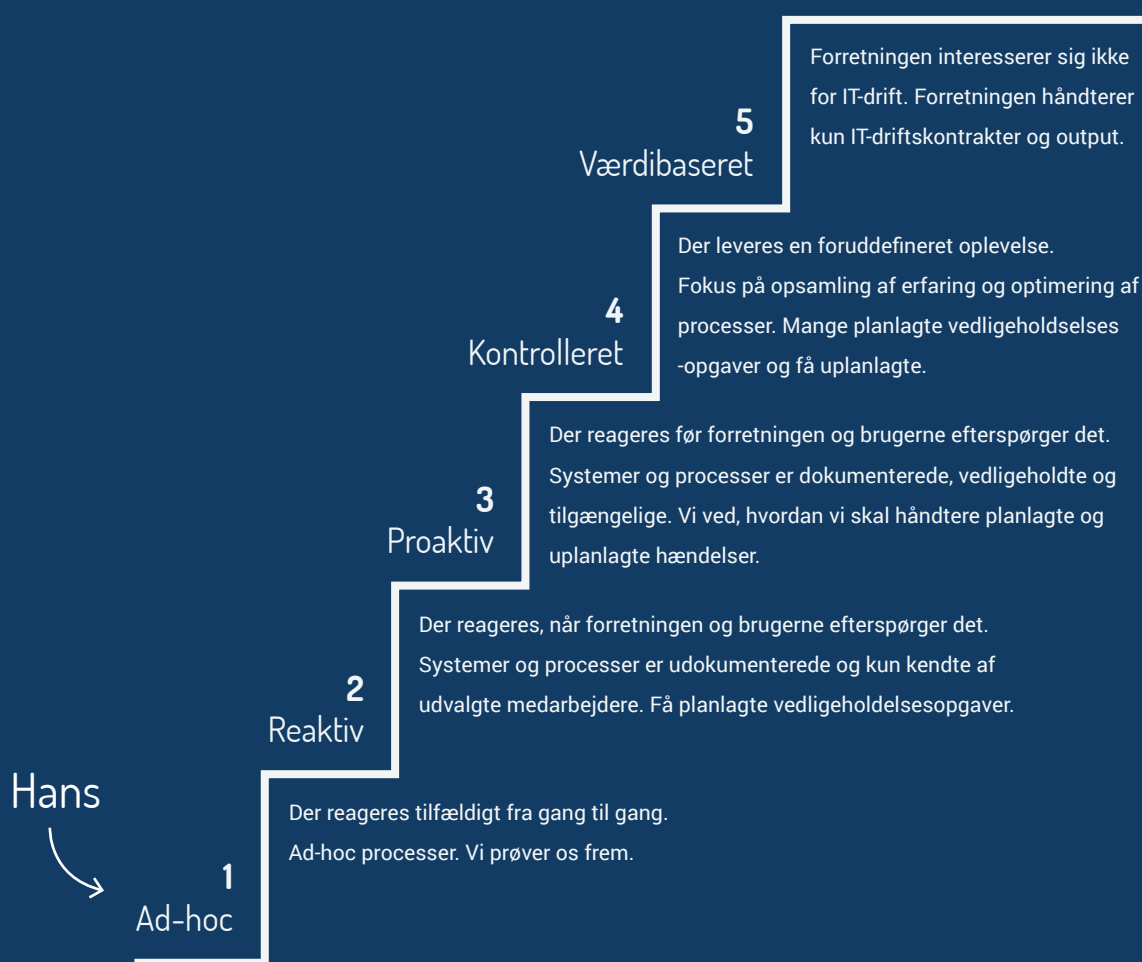 Forretningen interesserer sig ikke
for IT-drift. Forretningen håndterer
kun IT-driftskontrakter og output.
5
Værdibaseret
Der leveres en foruddefineret oplevelse.
Fokus på opsamling af erfaring og optimering af
processer. Mange planlagte vedligeholdselses
-opgaver og få uplanlagte.
4
Kontrolleret
Der reageres før forretningen og brugerne efterspørger det.
Systemer og processer er dokumenterede, vedligeholdte og
tilgængelige. Vi ved, hvordan vi skal håndtere planlagte og
uplanlagte hændelser.
3
Proaktiv
Der reageres, når forretningen og brugerne efterspørger det.
Systemer og processer er udokumenterede og kun kendte af
udvalgte medarbejdere. Få planlagte vedligeholdelsesopgaver.
2
Reaktiv
Hans
Der reageres tilfældigt fra gang til gang.
Ad-hoc processer. Vi prøver os frem.
1
Ad-hoc